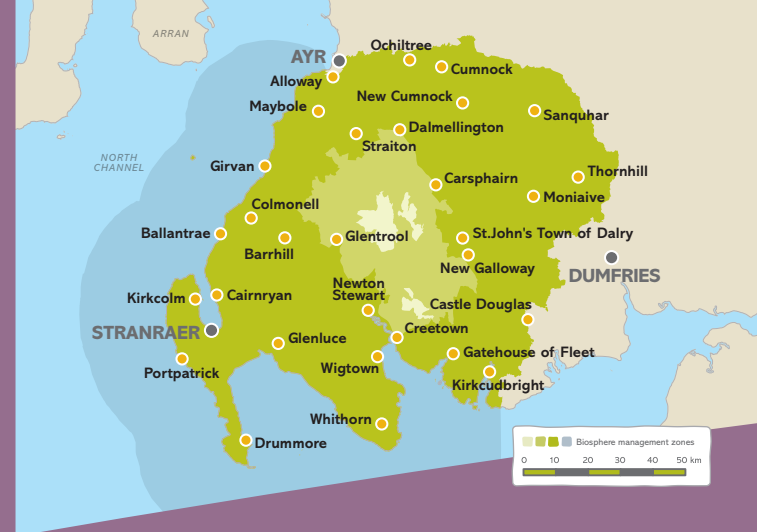 ARRAN
AYR
Ochiltree
Cumnock
Alloway
New Cumnock
Maybole
Sanquhar
Dalmellington
Straiton
NORTH
CHANNEL
Girvan
Carsphairn
Thornhill
Moniaive
Colmonell
Ballantrae
Glentrool
St.John's Town of Dalry
Barrhill
New Galloway
DUMFRIES
Newton
Stewart
Kirkcolm
Cairnryan
Castle Douglas
STRANRAER
Creetown
Glenluce
Gatehouse of Fleet
Portpatrick
Wigtown
Kirkcudbright
Whithorn
Drummore
Biosphere management zones
0 10 20 30 40 50 km